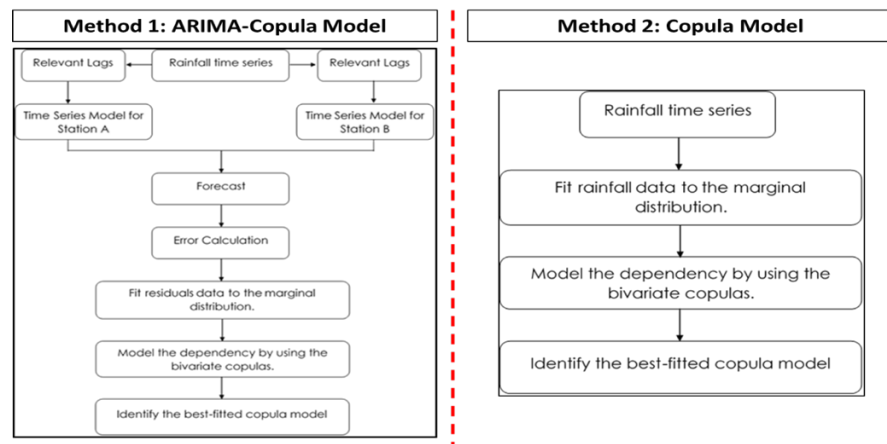 Method 1: ARIMA-Copula Model
Relevant Lags
Rainfall time series
Relevant Lags
Time Series Model for
Station A
Time Series Model for
Station B
Forecast
Error Calculation
Fit residuals data to the marginal
distribution.
Model the dependency by using the
bivariate copulas.
Identify the best-fitted copula model
Method 2: Copula Model
Rainfall time series
Fit rainfall data to the marginal
distribution.
Model the dependency by using the
bivariate copulas.
Identify the best-fitted copula model